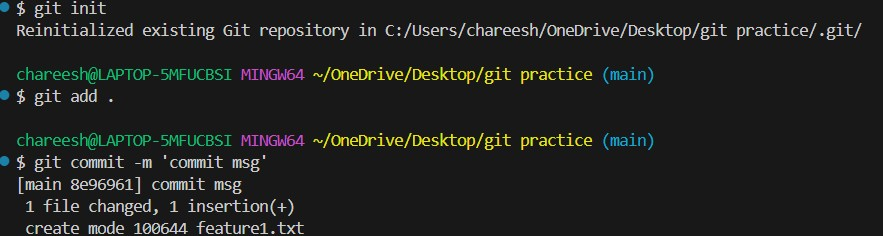 $ git init
Reinitialized existing Git repository in C:/Users/chareesh/OneDrive/Desktop/git practice/.git/
chareesh@LAPTOP-5MFUCBSI MINGW64 ~/OneDrive/Desktop/git practice (main)
$ git add .
chareesh@LAPTOP-5MFUCBSI MINGW64 ~/OneDrive/Desktop/git practice (main)
$ git commit -m 'commit msg'
[main 8e96961] commit msg
1 file changed, 1 insertion(+)
create mode 100644 feature1.txt